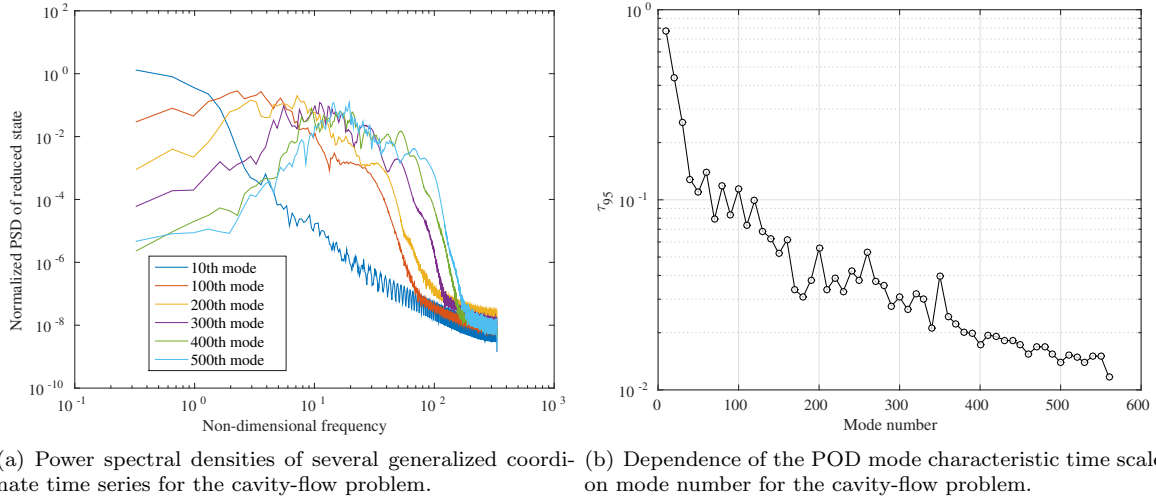 10^2
10^0
10^-2
10^-4
10^-6
10^-8
10^-10
Normalized PSD of reduced state
10th mode
100th mode
200th mode
300th mode
400th mode
500th mode
10^-1
10^0
10^1
10^2
10^3
Non-dimensional frequency
τ95
10^-1
10^-2
0
100
200
300
400
500
600
Mode number
(a) Power spectral densities of several generalized coordi-
nate time series for the cavity-flow problem.
(b) Dependence of the POD mode characteristic time scale
on mode number for the cavity-flow problem.